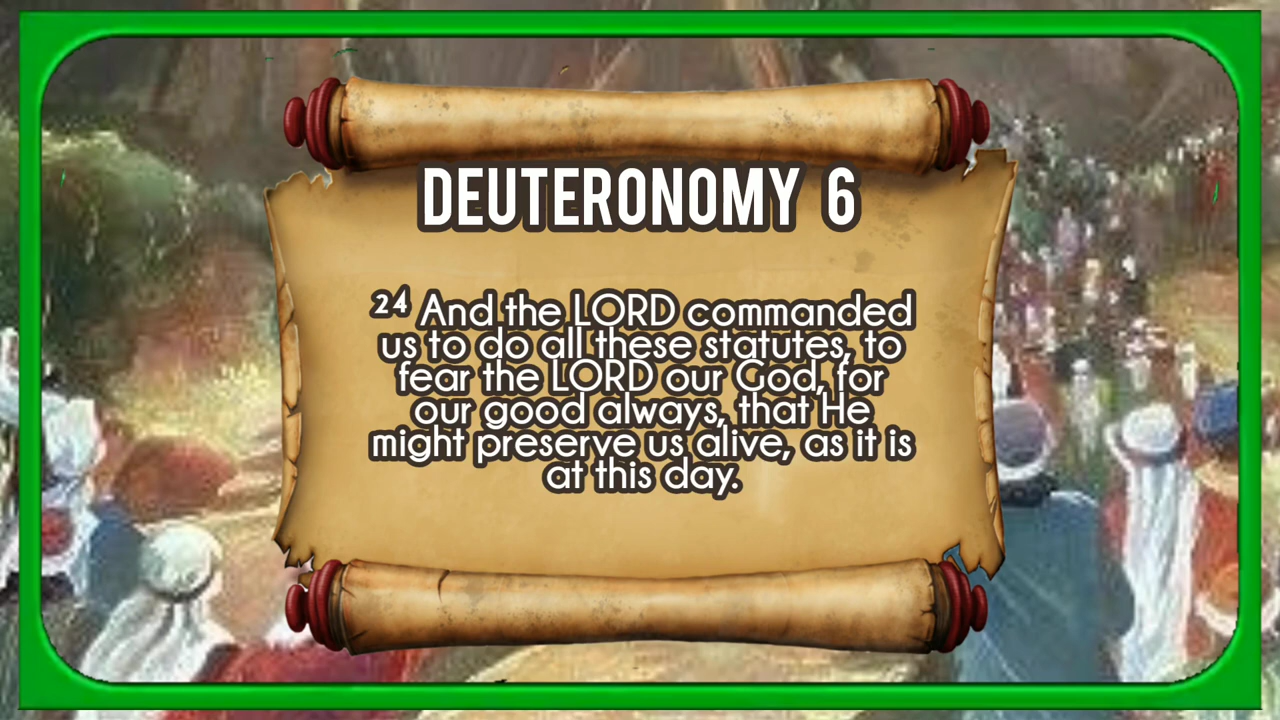 DEUTERONOMY 6
24 And the LORD commanded
us to do all these statutes, to
fear the LORD our God, for
our good always, that He
might preserve us alive, as it is
at this day.